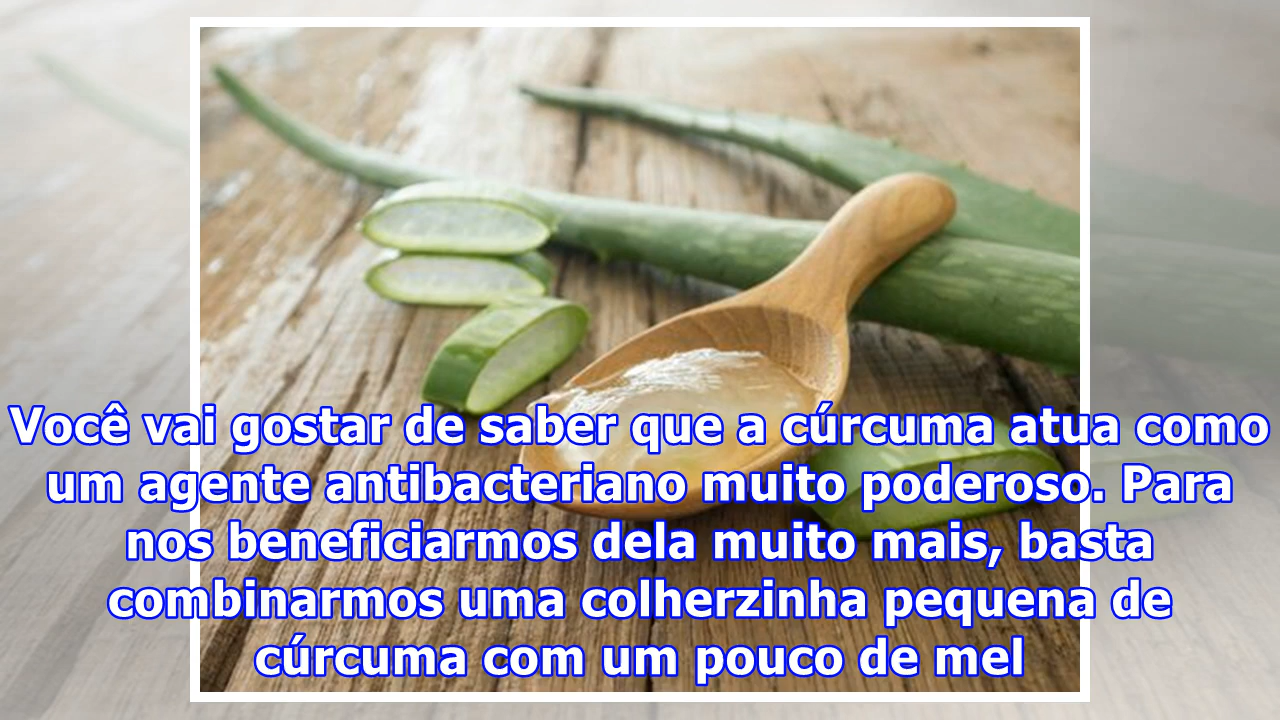 Você vai gostar de saber que a cúrcuma atua como
um agente antibacteriano muito poderoso. Para
nos beneficiarmos dela muito mais, basta
combinarmos uma colherzinha pequena de
cúrcuma com um pouco de mel